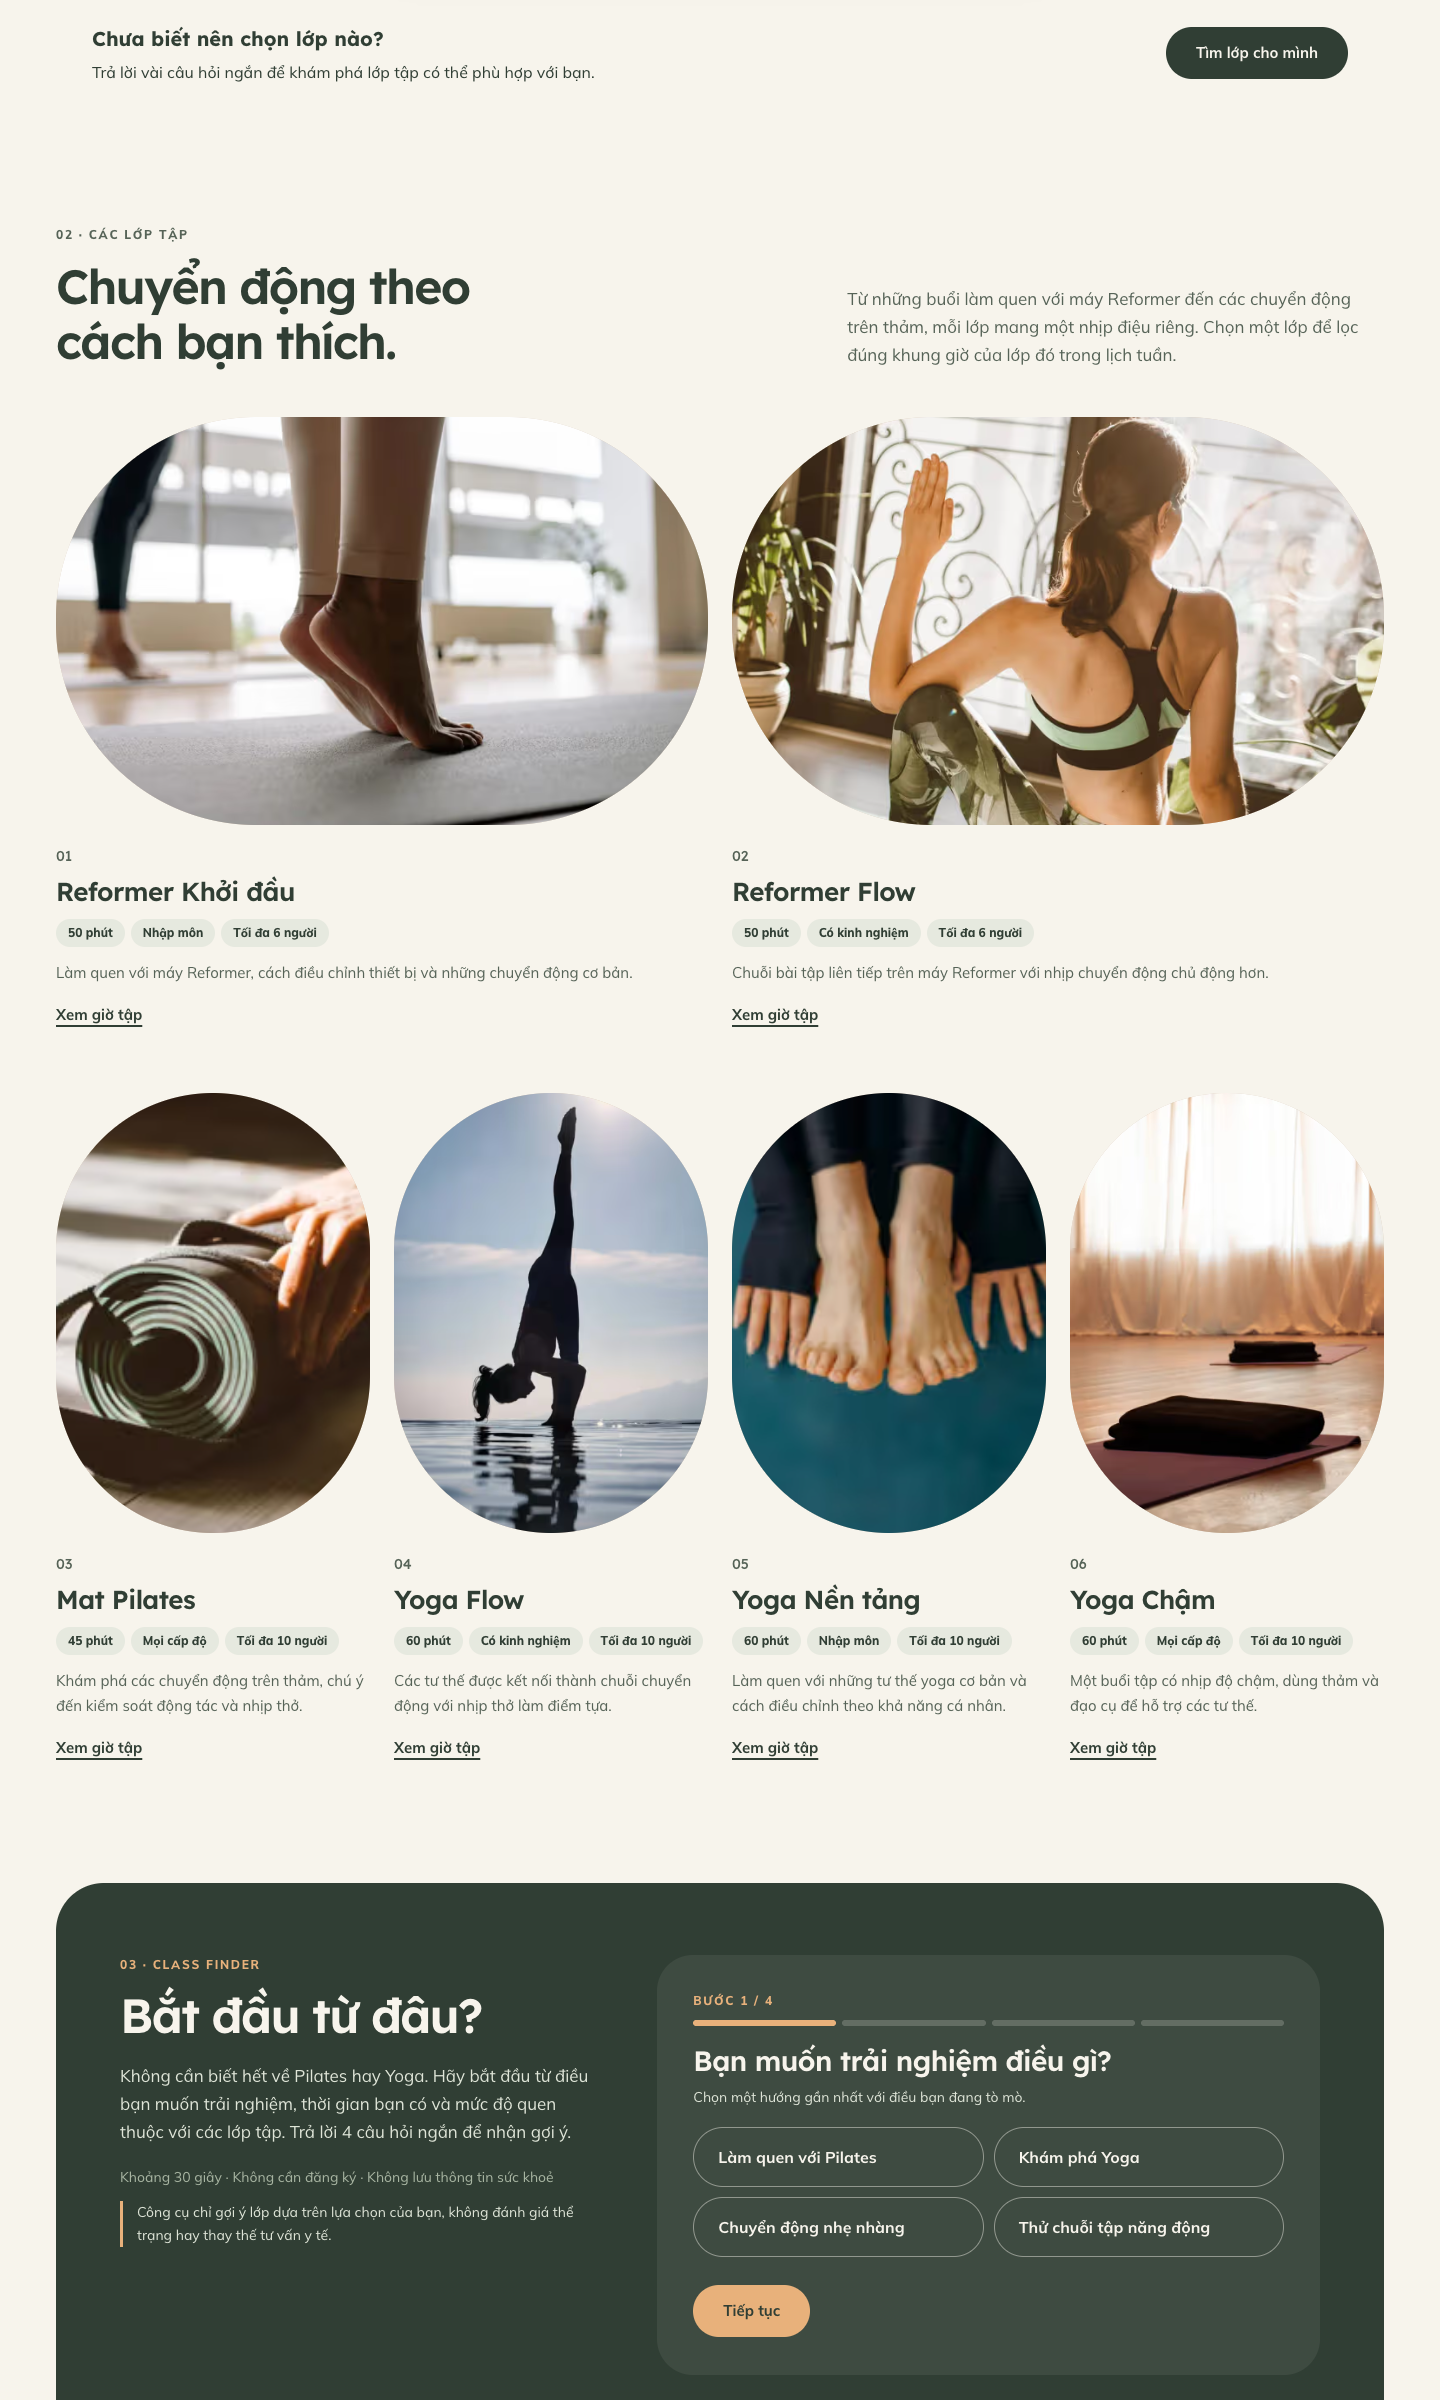 Chưa biết nên chọn lớp nào?
Trả lời vài câu hỏi ngắn để khám phá lớp tập có thể phù hợp với bạn.
Tìm lớp cho mình
02 · CÁC LỚP TẬP
Chuyển động theo
cách bạn thích.
Từ những buổi làm quen với máy Reformer đến các chuyển động
trên thảm, mỗi lớp mang một nhịp điệu riêng. Chọn một lớp để lọc
đúng khung giờ của lớp đó trong lịch tuần.
01
Reformer Khởi đầu
50 phút
Nhập môn
Tối đa 6 người
Làm quen với máy Reformer, cách điều chỉnh thiết bị và những chuyển động cơ bản.
Xem giờ tập
02
Reformer Flow
50 phút
Có kinh nghiệm
Tối đa 6 người
Chuỗi bài tập liên tiếp trên máy Reformer với nhịp chuyển động chủ động hơn.
Xem giờ tập
03
Mat Pilates
45 phút
Mọi cấp độ
Tối đa 10 người
Khám phá các chuyển động trên thảm, chú ý
đến kiểm soát động tác và nhịp thở.
Xem giờ tập
04
Yoga Flow
60 phút
Có kinh nghiệm
Tối đa 10 người
Các tư thế được kết nối thành chuỗi chuyển
động với nhịp thở làm điểm tựa.
Xem giờ tập
05
Yoga Nền tảng
60 phút
Nhập môn
Tối đa 10 người
Làm quen với những tư thế yoga cơ bản và
cách điều chỉnh theo khả năng cá nhân.
Xem giờ tập
06
Yoga Chậm
60 phút
Mọi cấp độ
Tối đa 10 người
Một buổi tập có nhịp độ chậm, dùng thảm và
đạo cụ để hỗ trợ các tư thế.
Xem giờ tập
03 · CLASS FINDER
Bắt đầu từ đâu?
Không cần biết hết về Pilates hay Yoga. Hãy bắt đầu từ điều
bạn muốn trải nghiệm, thời gian bạn có và mức độ quen
thuộc với các lớp tập. Trả lời 4 câu hỏi ngắn để nhận gợi ý.
Khoảng 30 giây · Không cần đăng ký · Không lưu thông tin sức khoẻ
Công cụ chỉ gợi ý lớp dựa trên lựa chọn của bạn, không đánh giá thể
trạng hay thay thế tư vấn y tế.
BƯỚC 1 / 4
Bạn muốn trải nghiệm điều gì?
Chọn một hướng gần nhất với điều bạn đang tò mò.
Làm quen với Pilates
Khám phá Yoga
Chuyển động nhẹ nhàng
Thử chuỗi tập năng động
Tiếp tục